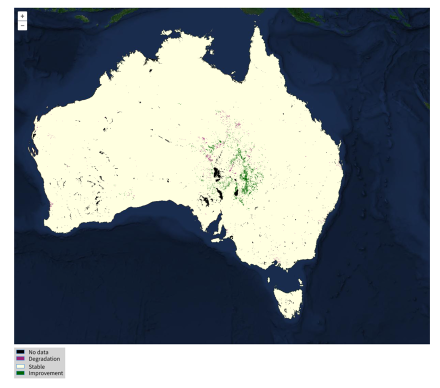 +
−
No data
Degradation
Stable
Improvement